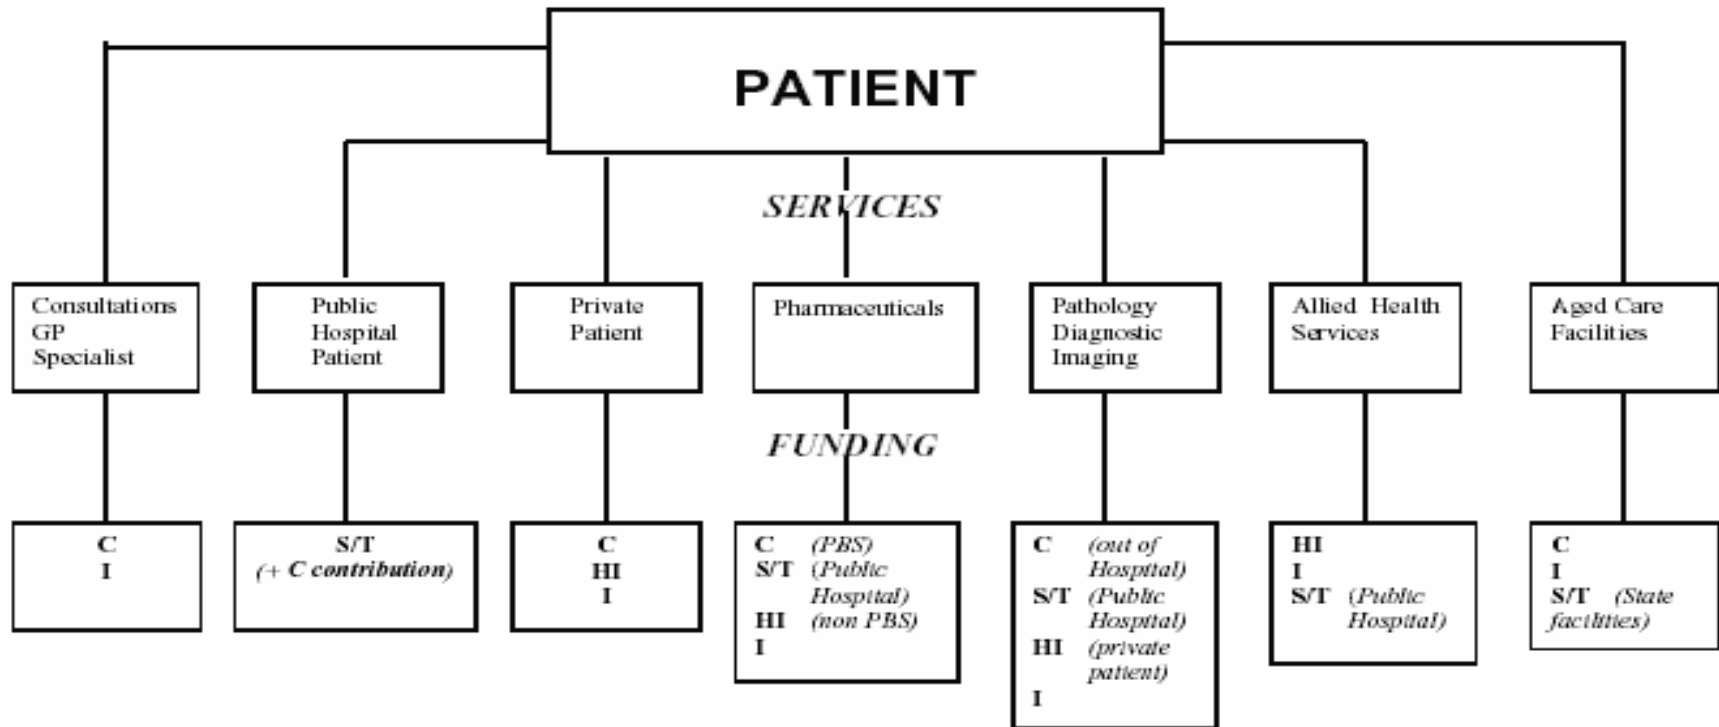 PATIENT
SERVICES
Consultations
GP
Specialist
Public
Hospital
Patient
Private
Patient
Pharmaceuticals
Pathology
Diagnostic
Imaging
Allied Health
Services
Aged Care
Facilities
FUNDING
C
I
S/T
(+ C contribution)
C
HI
I
C (PBS)
S/T (Public
Hospital)
HI (non PBS)
I
C (out of
Hospital)
S/T (Public
Hospital)
HI (private
patient)
I
HI
I
S/T (Public
Hospital)
C
I
S/T (State
facilities)